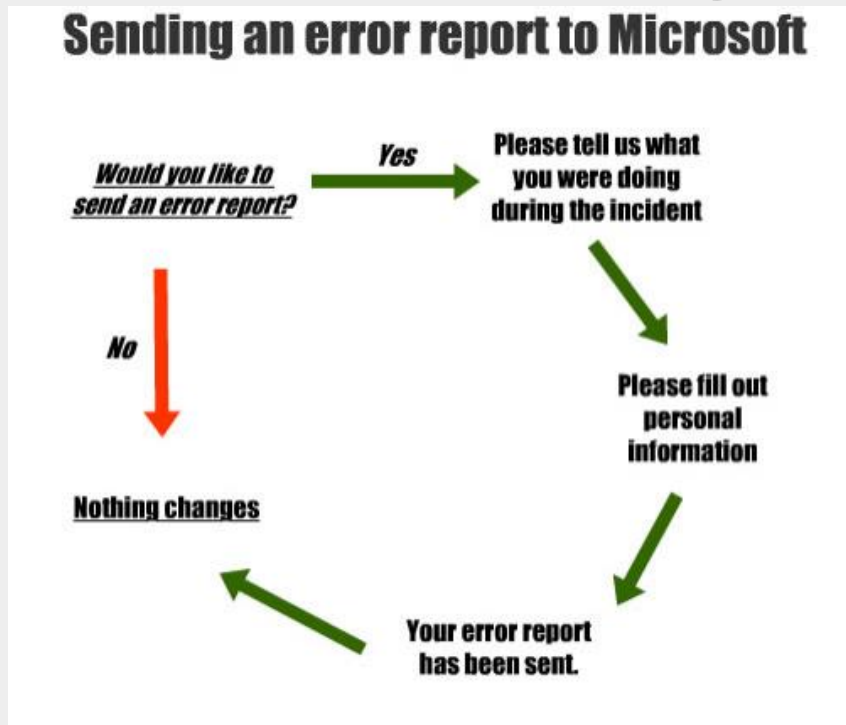 Sending an error report to Microsoft
Would you like to
send an error report?
Yes
Please tell us what
you were doing
during the incident
No
Please fill out
personal
information
Nothing changes
Your error report
has been sent.